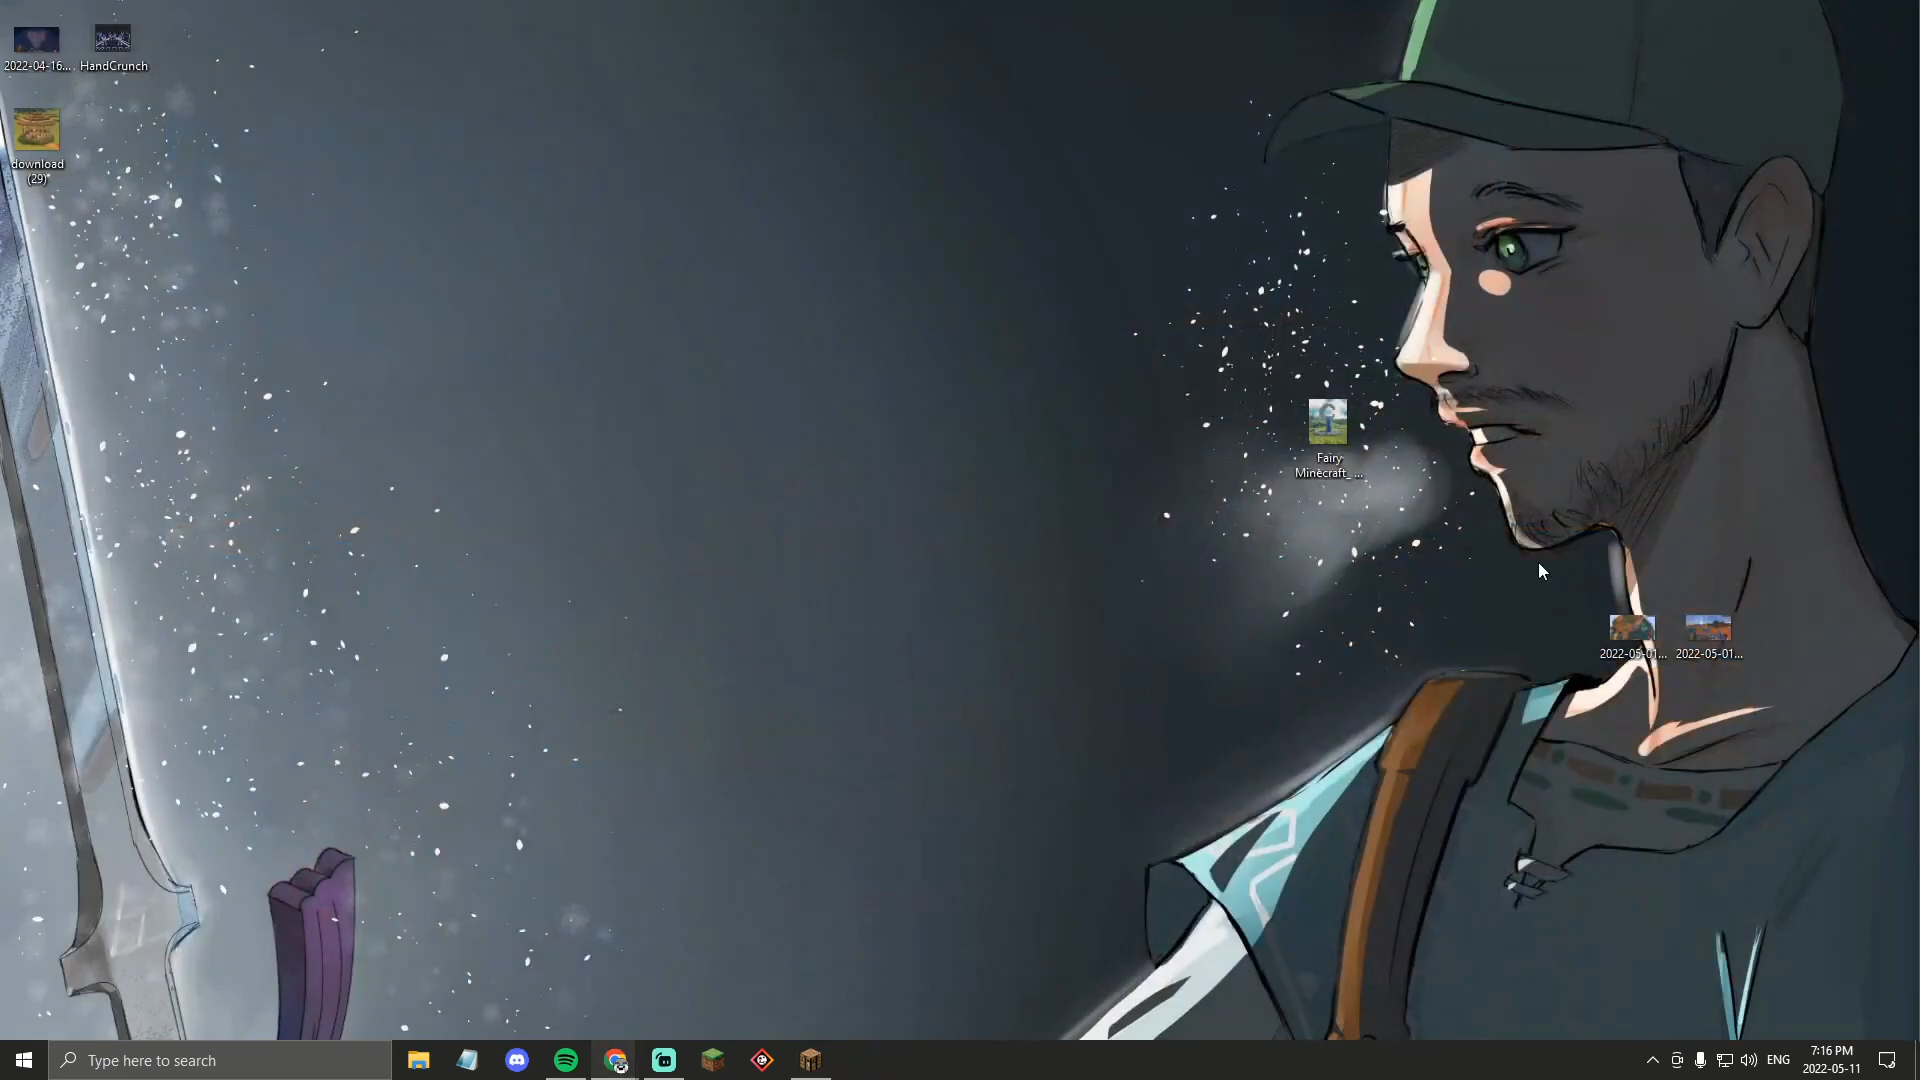 2022-04-16...
HandCrunch
download
(29)
Fairy
Minecraft_ ...
2022-05-01...
2022-05-01...
Type here to search
ENG
7:16 PM
2022-05-11